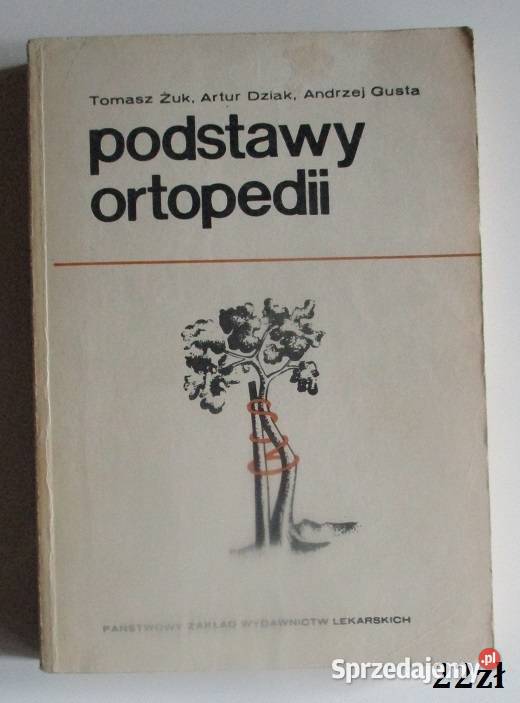 Tomasz Żuk, Artur Dziak, Andrzej Gusta
podstawy
ortopedii
PAŃSTWOWY ZAKŁAD WYDAWNICTW LEKARSKICH
Sprzedajemy.pl
22zł